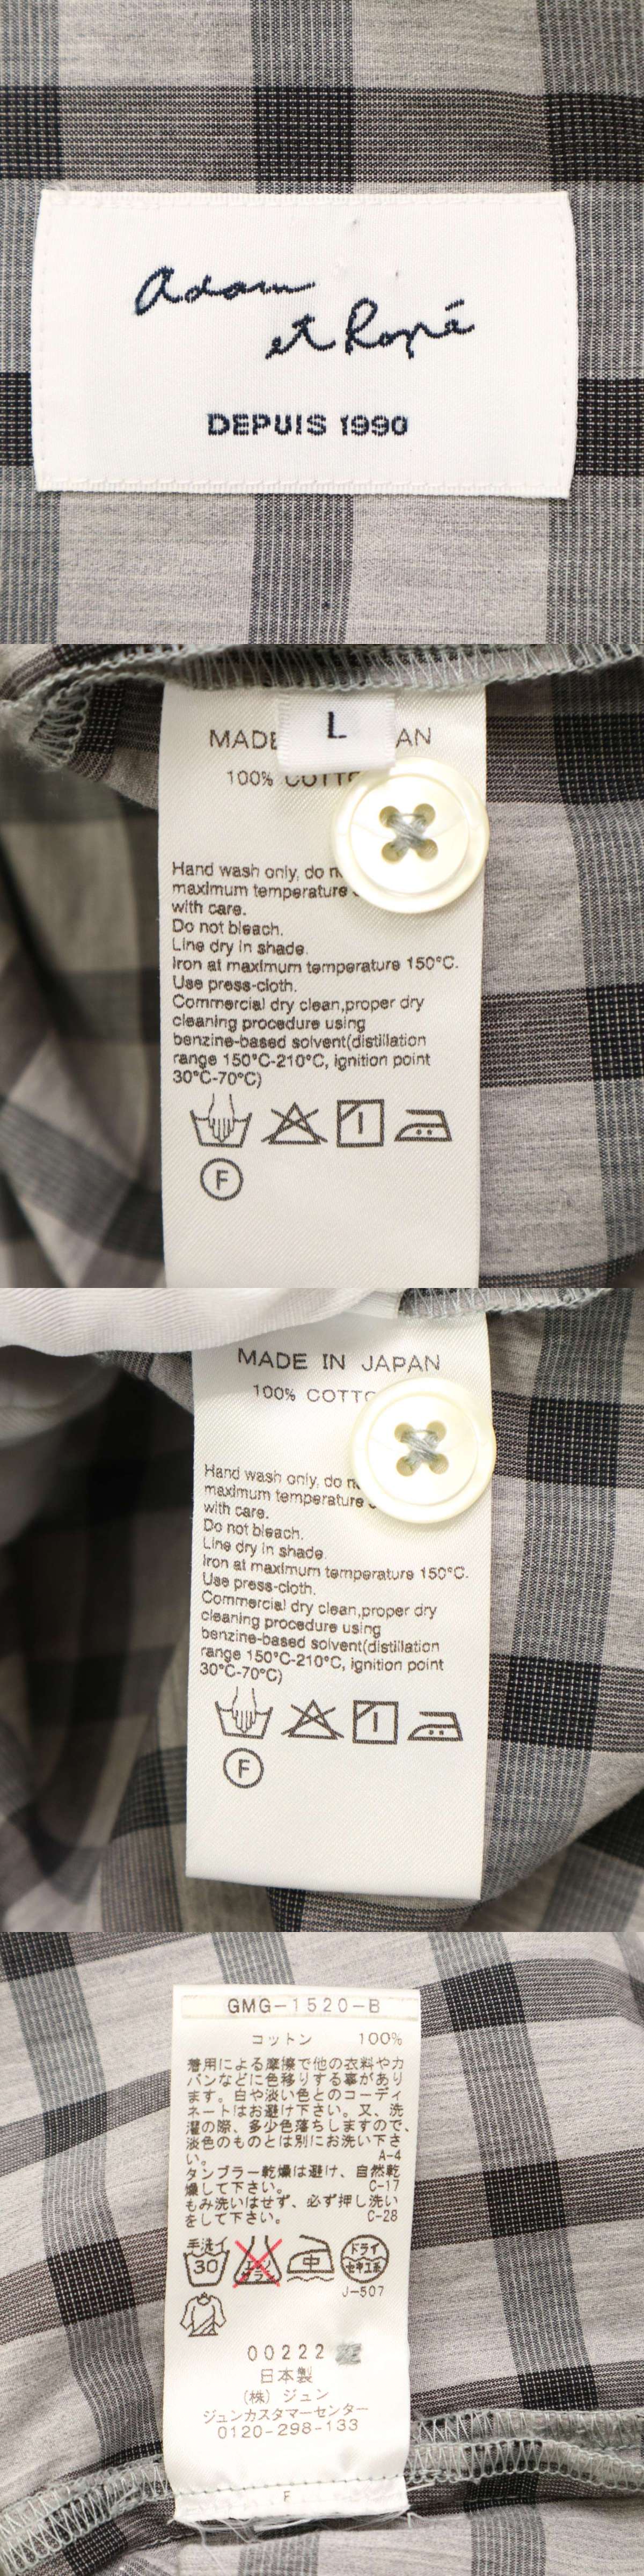 Adam
et Ropé
DEPUIS 1990
L
MADE AN
100% COTTO
Hand wash only, do n
maximum temperature
with care.
Do not bleach.
Line dry in shade.
Iron at maximum temperature 150°C.
Use press-cloth.
Commercial dry clean,proper dry
cleaning procedure using
benzine-based solvent(distillation
range 150°C-210°C, ignition point
30°C-70°C)
F
MADE IN JAPAN
100% COTTO
Hand wash only, do n
maximum temperature
with care.
Do not bleach.
Line dry in shade.
Iron at maximum temperature 150°C.
Use press-cloth.
Commercial dry clean,proper dry
cleaning procedure using
benzine-based solvent(distillation
range 150°C-210°C, ignition point
30°C-70°C)
F
GMG-1520-B
コットン 100%
着用による摩擦で他の衣料やカ
バンなどに色移りする事があり
ます。白や淡い色とのコーディ
ネートはお避け下さい。又、洗
濯の際、多少色落ちしますので、
淡色のものとは別にお洗い下さ
い。 A-4
タンブラー乾燥は避け、自然乾
燥して下さい。 C-17
もみ洗いはせず、必ず押し洗い
をして下さい。 C-28
手洗イ
30
エンソ
サラシ
中
ドライ
セキユ系
J-507
00222
日本製
(株) ジュン
ジュンカスタマーセンター
0120-298-133
F